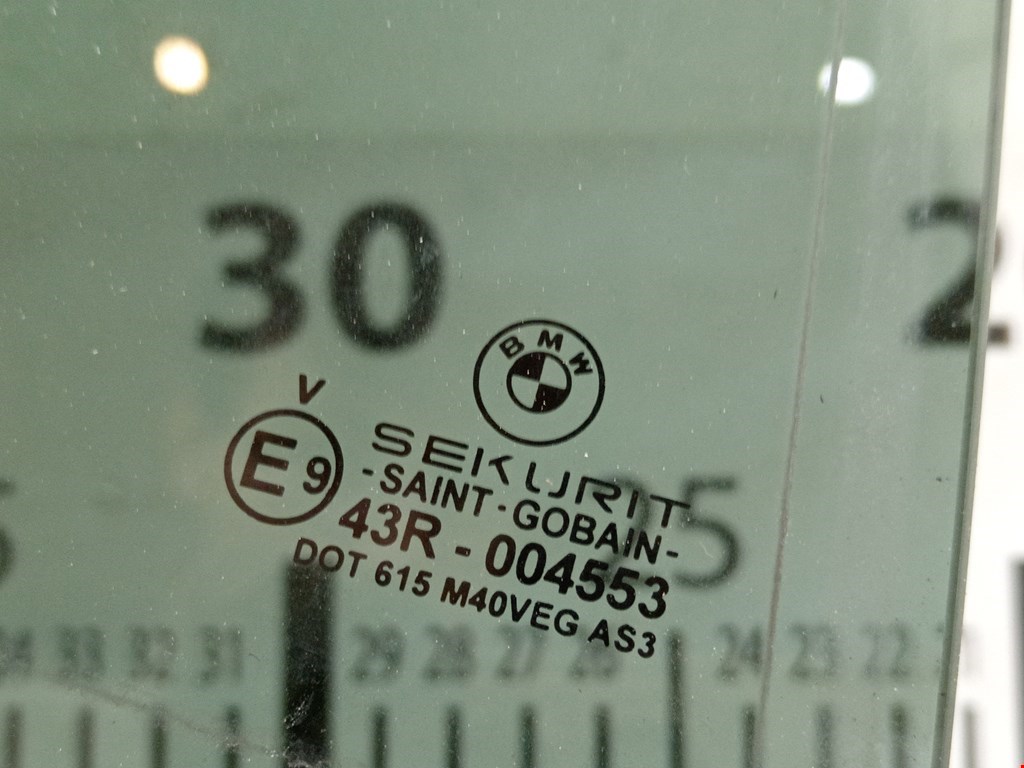 30
2
BMW
V
E9
SEKURIT
-SAINT-GOBAIN-
25
43R - 004553
DOT 615 M40VEG AS3
34 33 32 31 29 28 27 26 24 23 22 21